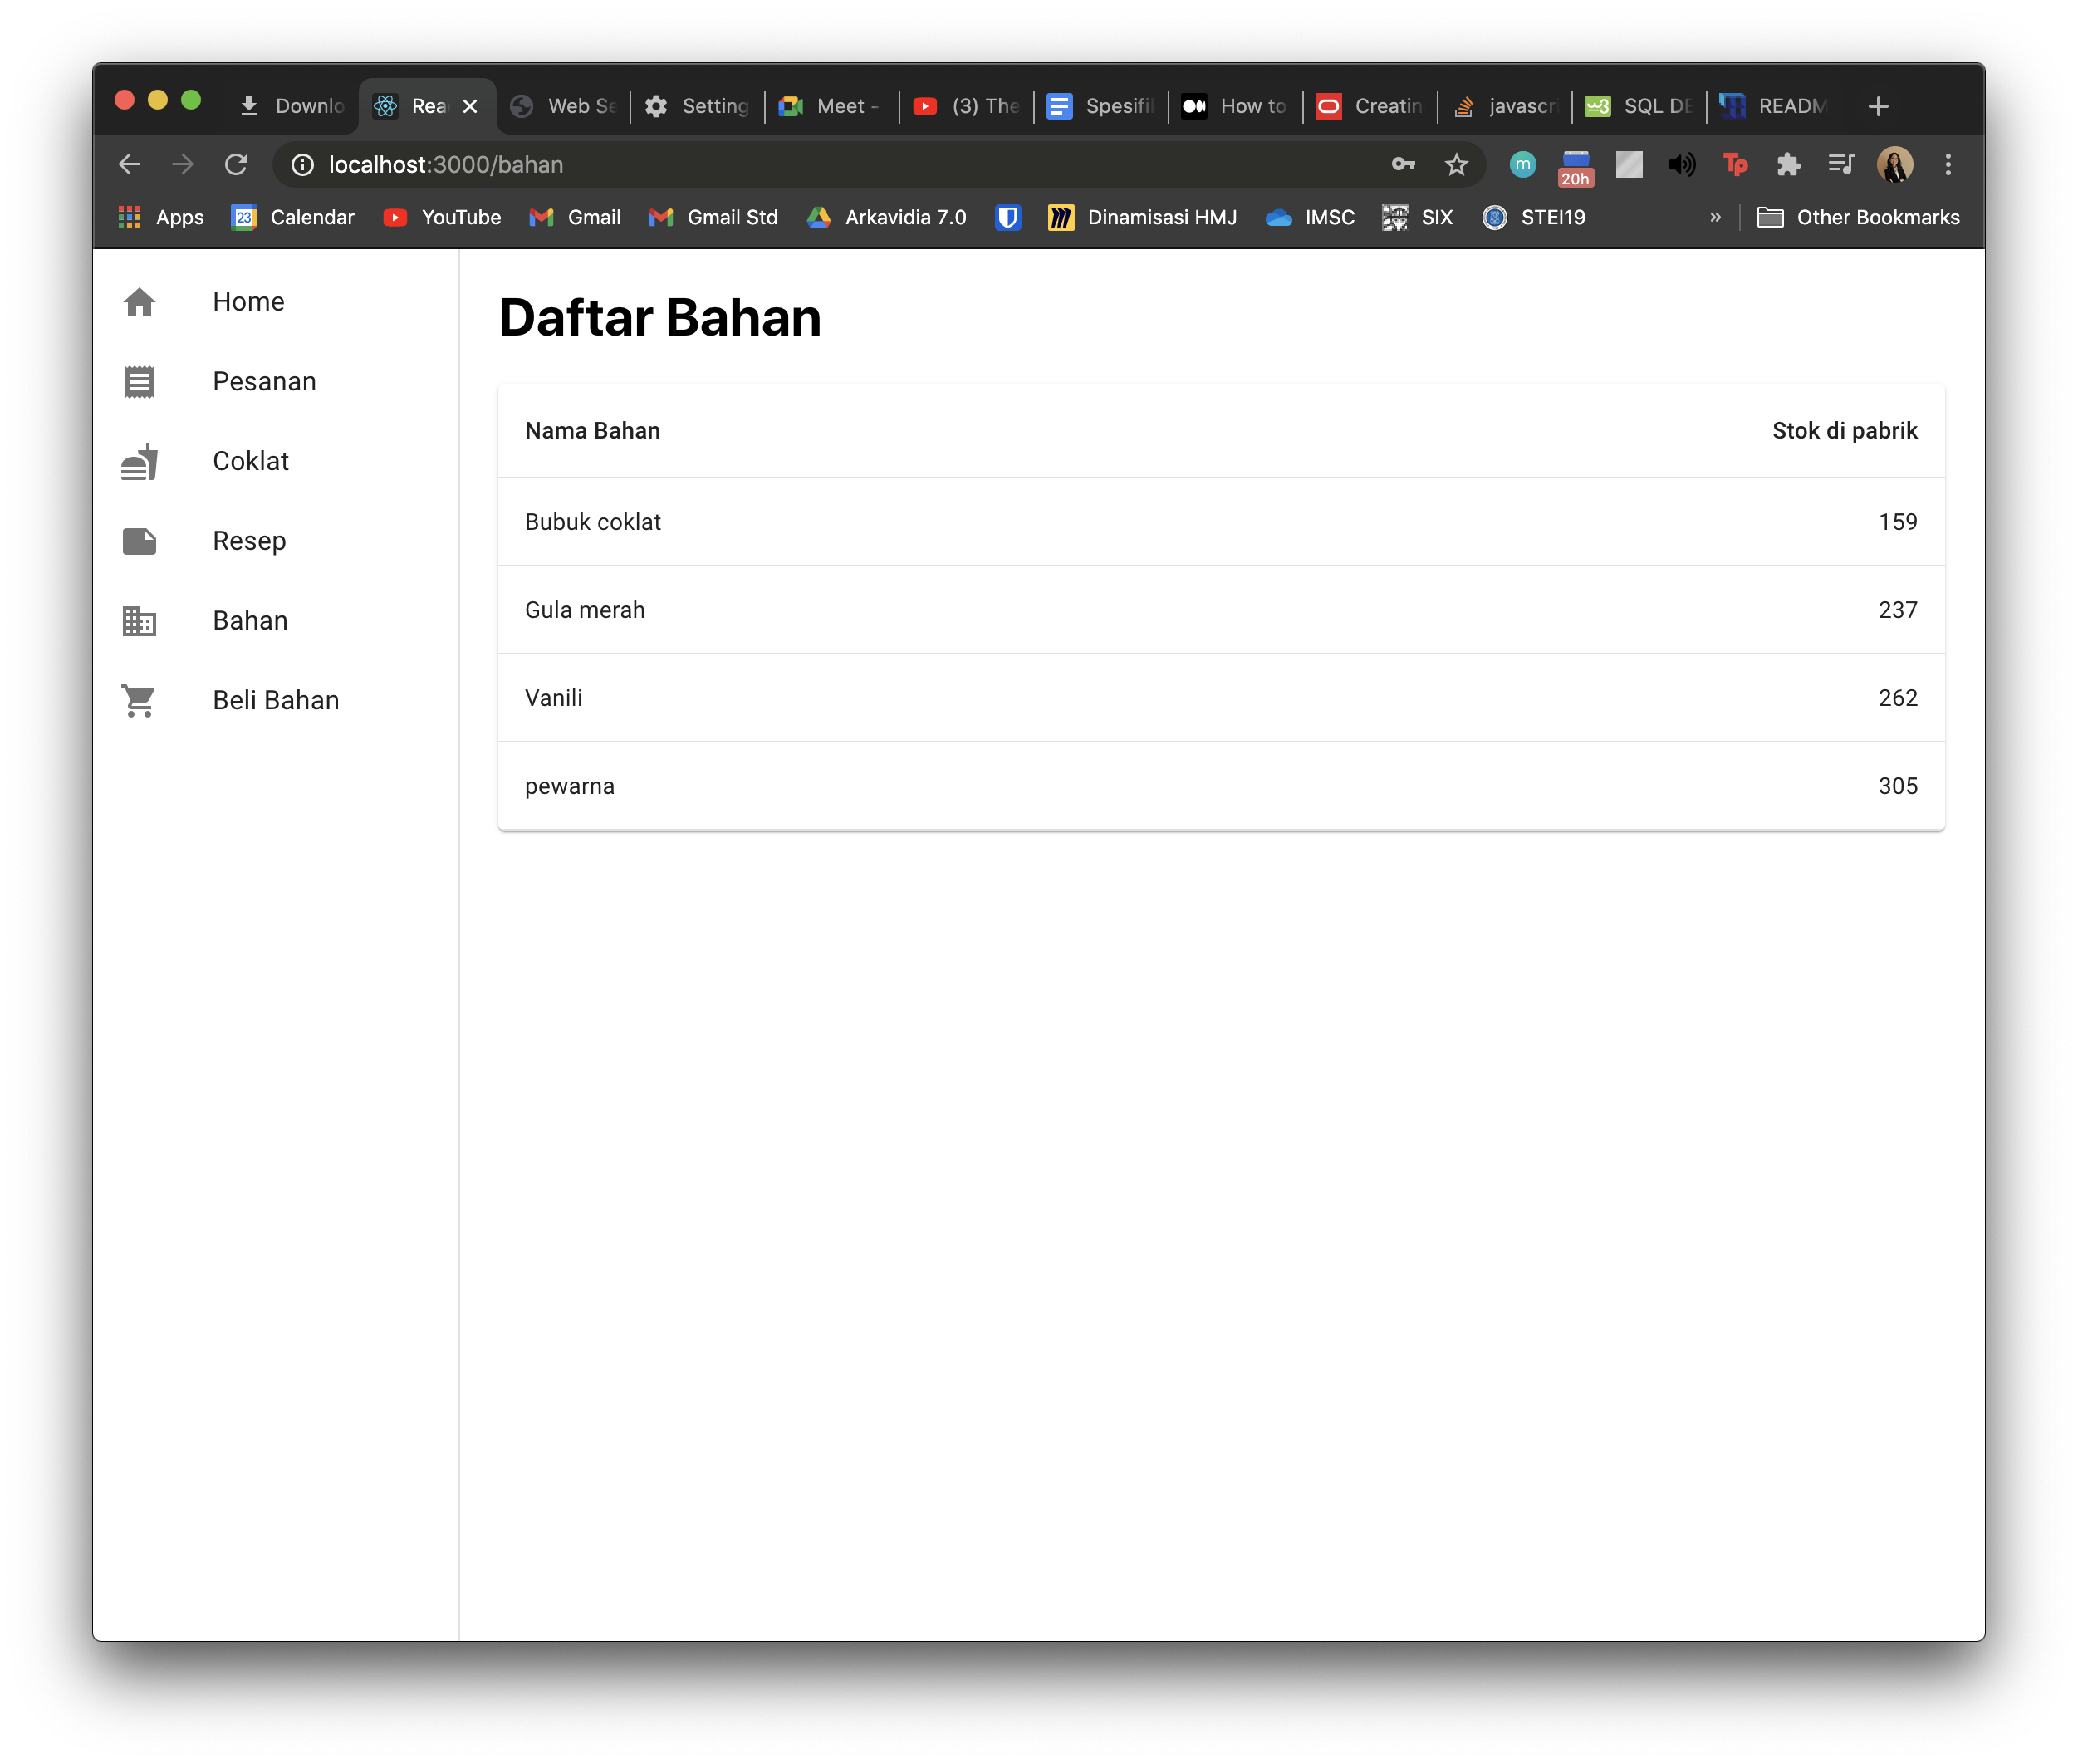 Downlo Rea Web Se Setting Meet - (3) The Spesifi How to Creatin javascri SQL DE READM
localhost:3000/bahan
20h
Apps 23 Calendar YouTube Gmail Gmail Std Arkavidia 7.0 Dinamisasi HMJ IMSC SIX STEI19 » Other Bookmarks
Home
Pesanan
Coklat
Resep
Bahan
Beli Bahan
Daftar Bahan
Nama Bahan Stok di pabrik
Bubuk coklat 159
Gula merah 237
Vanili 262
pewarna 305